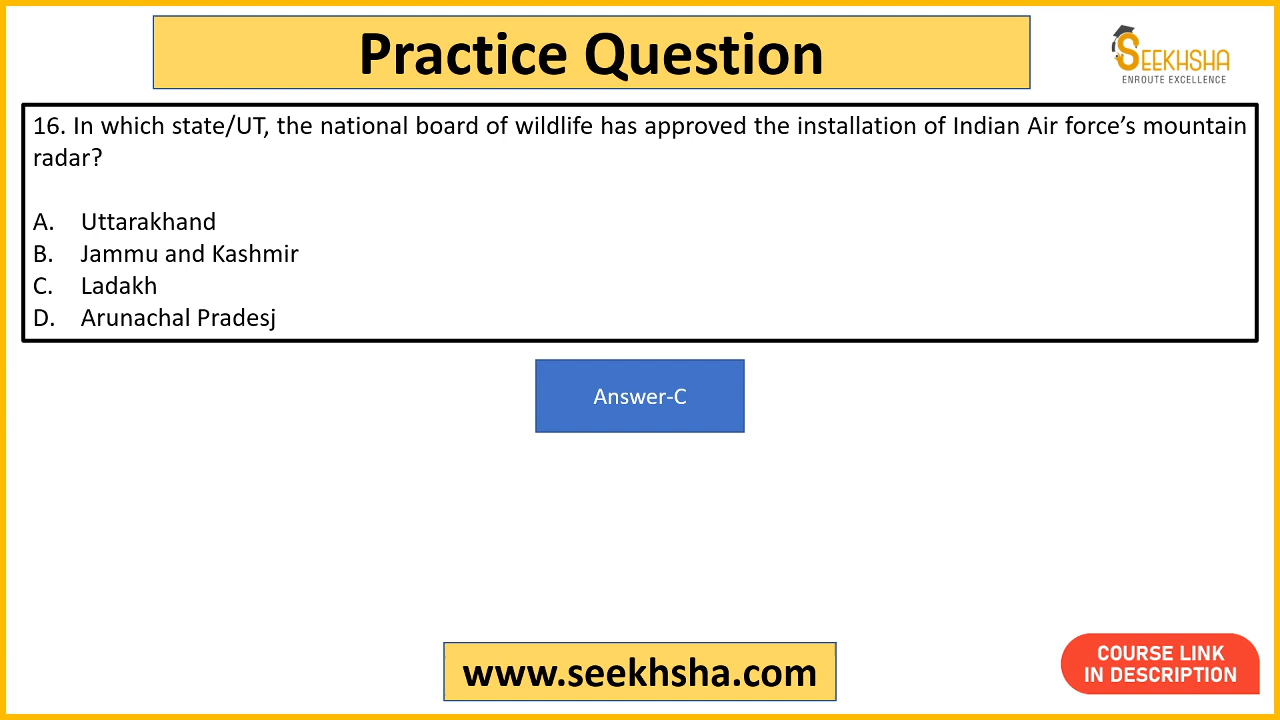 Practice Question
SEEKHSHA
ENROUTE EXCELLENCE
16. In which state/UT, the national board of wildlife has approved the installation of Indian Air force’s mountain
radar?
A. Uttarakhand
B. Jammu and Kashmir
C. Ladakh
D. Arunachal Pradesj
Answer-C
www.seekhsha.com
COURSE LINK
IN DESCRIPTION